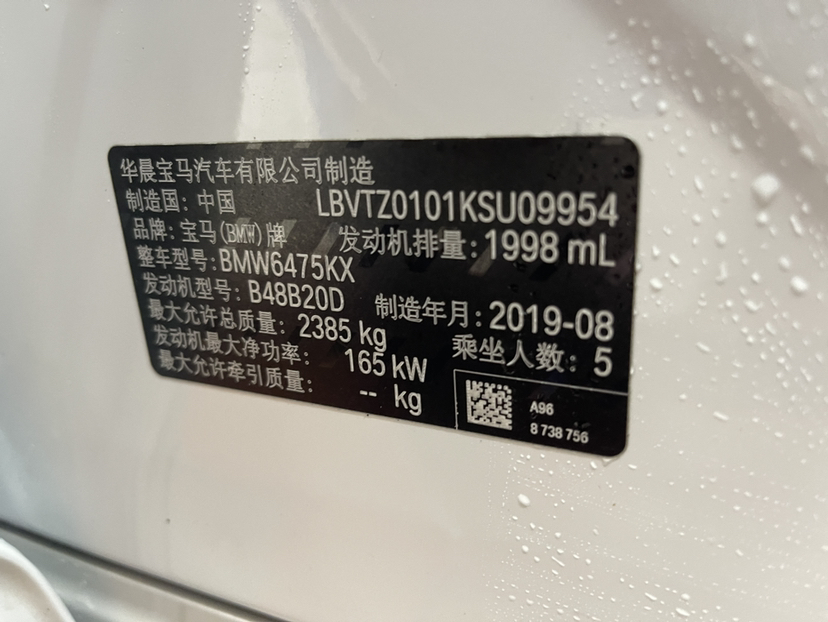 华晨宝马汽车有限公司制造
制造国: 中国 LBVTZ0101KSU09954
品牌: 宝马(BMW)牌 发动机排量: 1998 mL
整车型号: BMW6475KX
发动机型号: B48B20D 制造年月: 2019-08
最大允许总质量: 2385 kg 乘坐人数: 5
发动机最大净功率: 165 kW
最大允许牵引质量: -- kg
A96
8 738 756